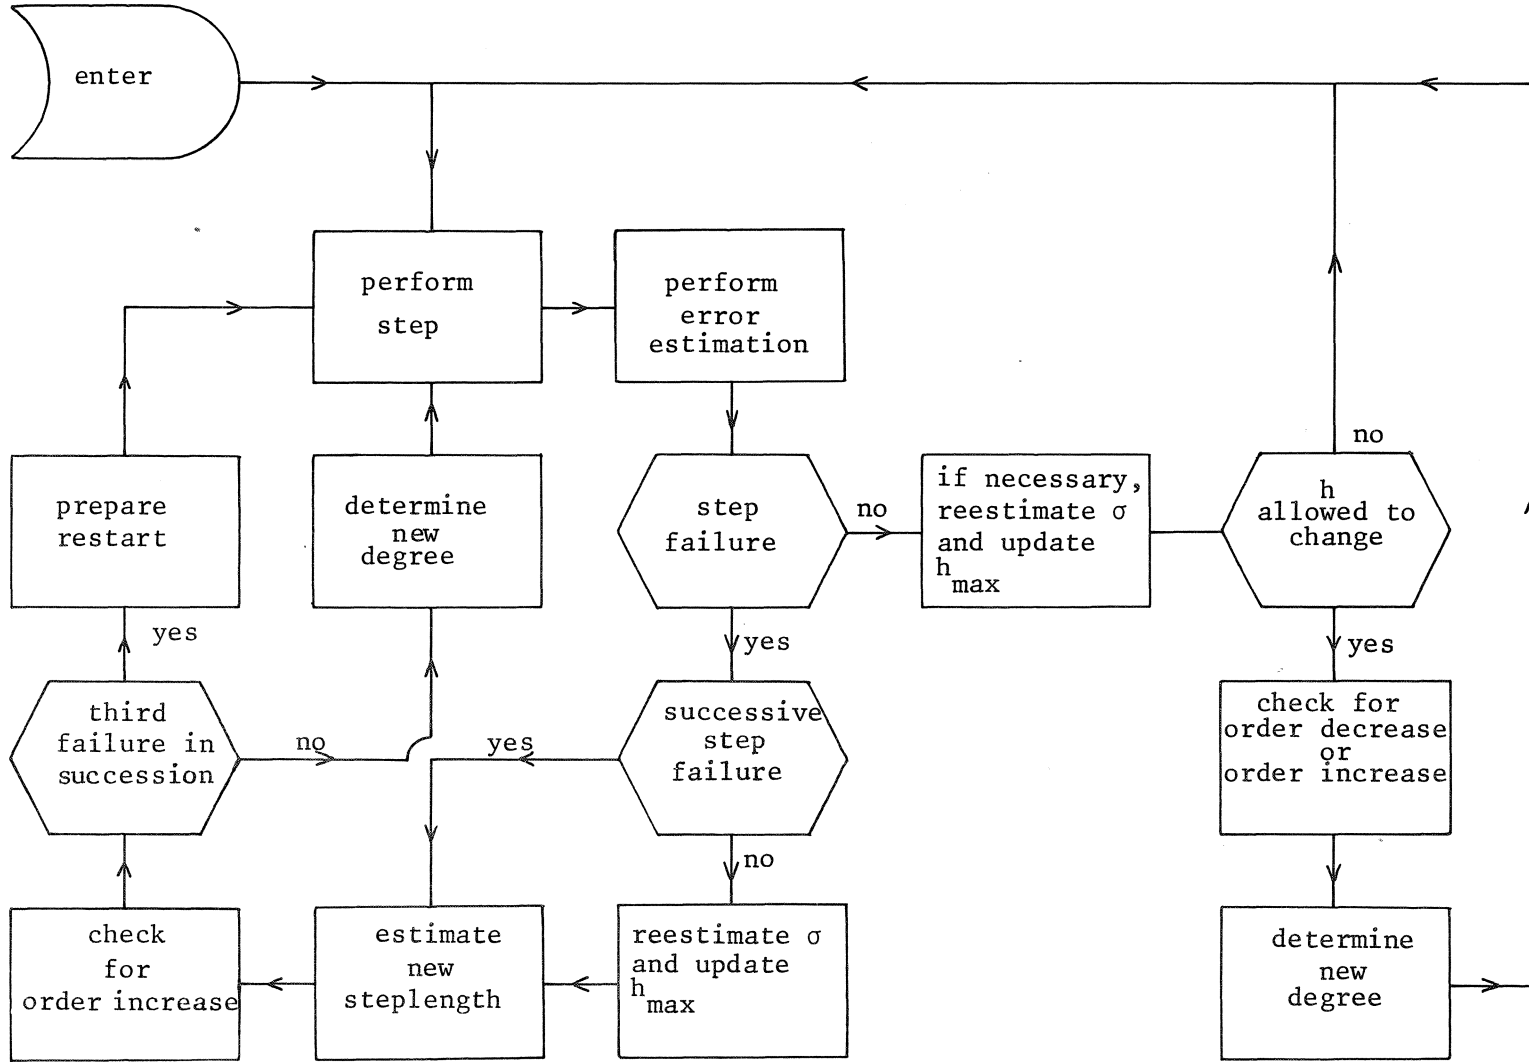 enter
perform
step
perform
error
estimation
no
prepare
restart
determine
new
degree
step
failure
no
if necessary,
reestimate σ
and update
h
max
h
allowed to
change
yes
yes
yes
third
failure in
succession
no
yes
successive
step
failure
check for
order decrease
or
order increase
no
check
for
order increase
estimate
new
steplength
reestimate σ
and update
h
max
determine
new
degree